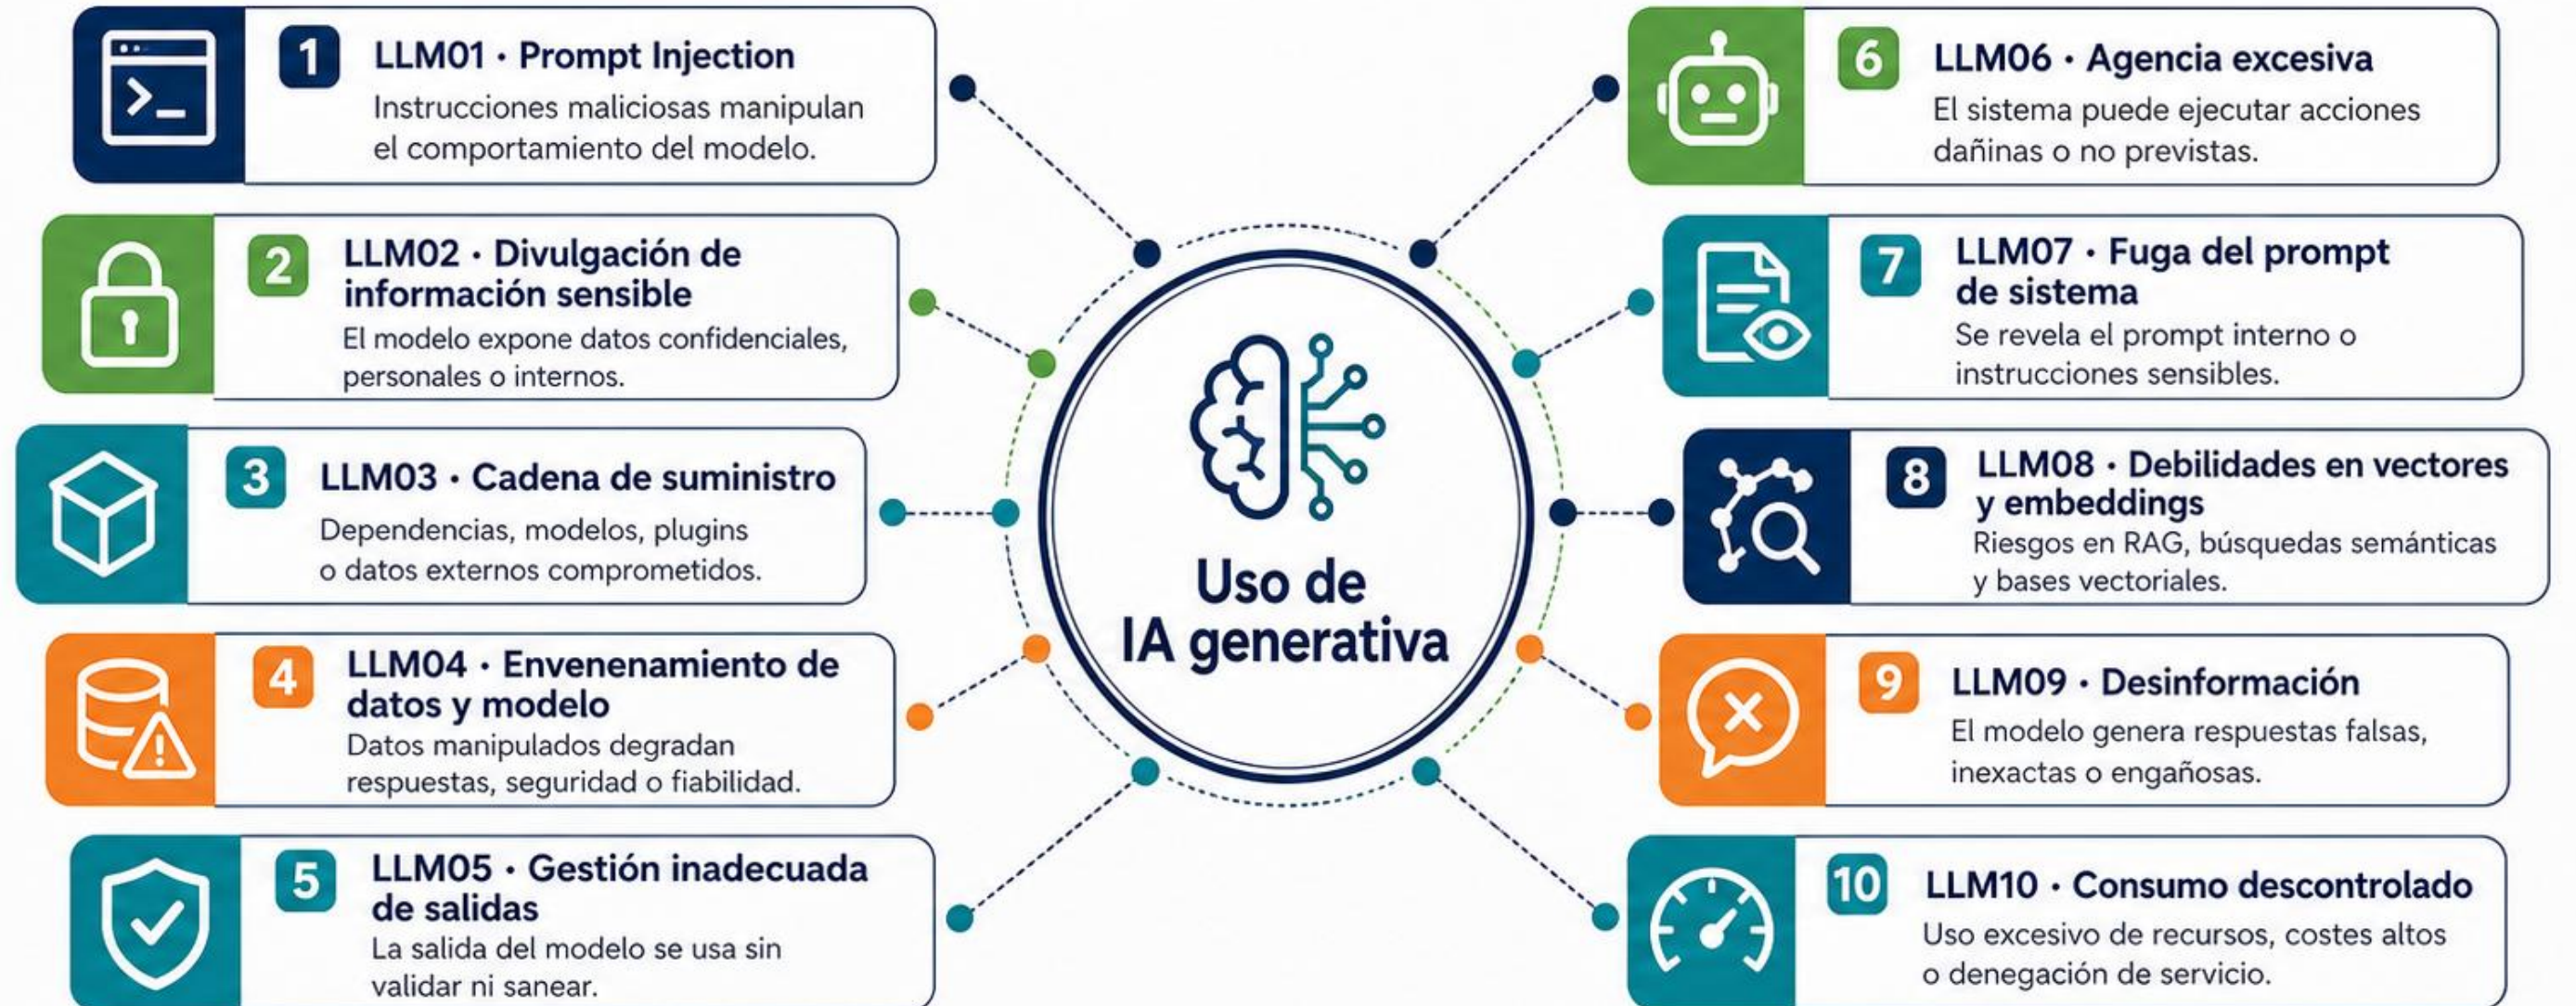 1
LLM01 · Prompt Injection
Instrucciones maliciosas manipulan
el comportamiento del modelo.
2
LLM02 · Divulgación de
información sensible
El modelo expone datos confidenciales,
personales o internos.
3
LLM03 · Cadena de suministro
Dependencias, modelos, plugins
o datos externos comprometidos.
4
LLM04 · Envenenamiento de
datos y modelo
Datos manipulados degradan
respuestas, seguridad o fiabilidad.
5
LLM05 · Gestión inadecuada
de salidas
La salida del modelo se usa sin
validar ni sanear.
Uso de
IA generativa
6
LLM06 · Agencia excesiva
El sistema puede ejecutar acciones
dañinas o no previstas.
7
LLM07 · Fuga del prompt
de sistema
Se revela el prompt interno o
instrucciones sensibles.
8
LLM08 · Debilidades en vectores
y embeddings
Riesgos en RAG, búsquedas semánticas
y bases vectoriales.
9
LLM09 · Desinformación
El modelo genera respuestas falsas,
inexactas o engañosas.
10
LLM10 · Consumo descontrolado
Uso excesivo de recursos, costes altos
o denegación de servicio.